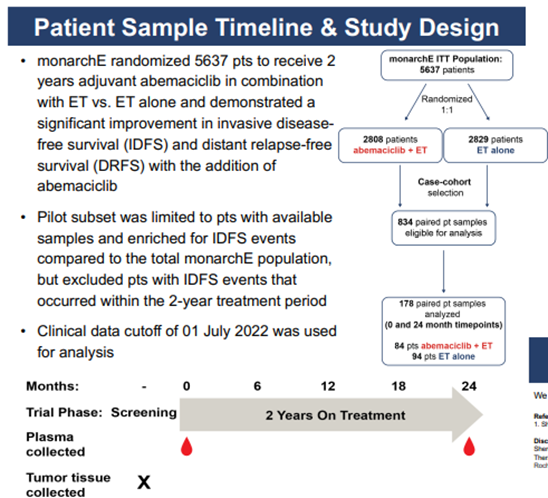 Patient Sample Timeline & Study Design
• monarchE randomized 5637 pts to receive 2
years adjuvant abemaciclib in combination
with ET vs. ET alone and demonstrated a
significant improvement in invasive disease-
free survival (IDFS) and distant relapse-free
survival (DRFS) with the addition of
abemaciclib
• Pilot subset was limited to pts with available
samples and enriched for IDFS events
compared to the total monarchE population,
but excluded pts with IDFS events that
occurred within the 2-year treatment period
• Clinical data cutoff of 01 July 2022 was used
for analysis
monarchE ITT Population:
5637 patients
Randomized
1:1
2808 patients
abemaciclib + ET
2829 patients
ET alone
Case-cohort
selection
834 paired pt samples
eligible for analysis
178 paired pt samples
analyzed
(0 and 24 month timepoints)
84 pts abemaciclib + ET
94 pts ET alone
Months: - 0 6 12 18 24
Trial Phase: Screening 2 Years On Treatment
Plasma
collected
Tumor tissue
collected X
We
Refe
1. Sh
Disc
Sher
Ther
Roch